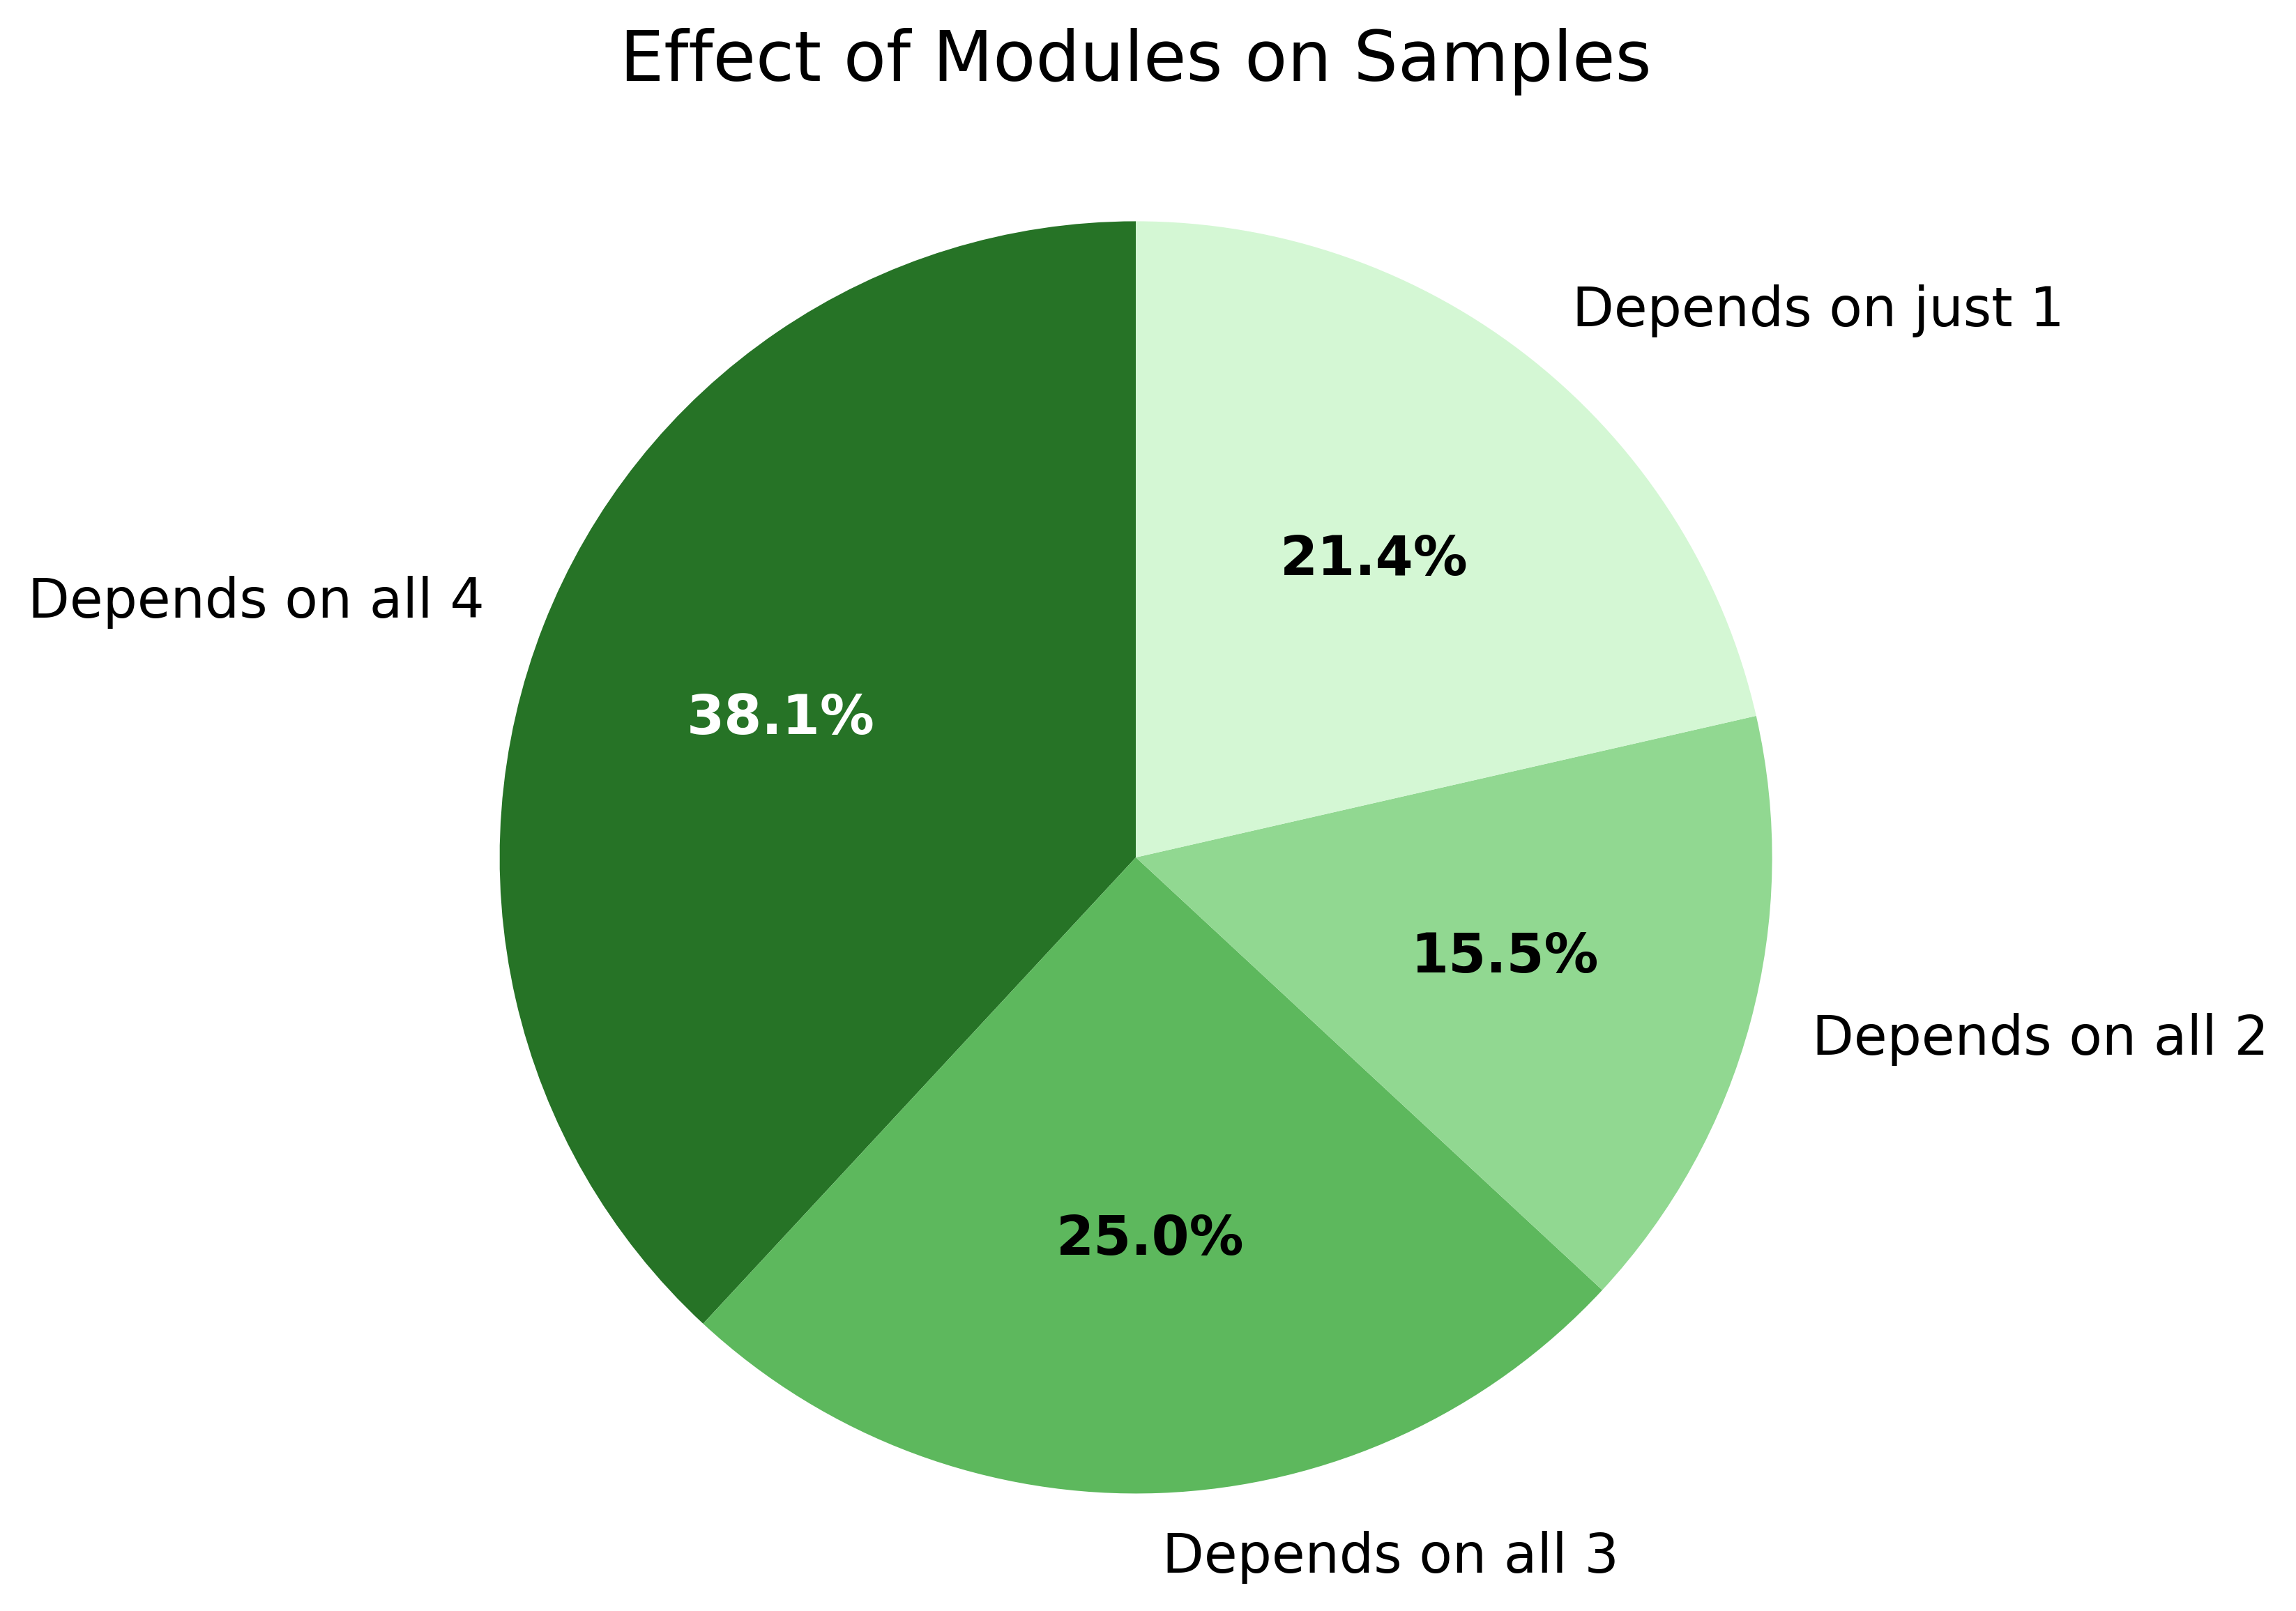 Effect of Modules on Samples
Depends on just 1
21.4%
Depends on all 4
38.1%
15.5%
Depends on all 2
25.0%
Depends on all 3